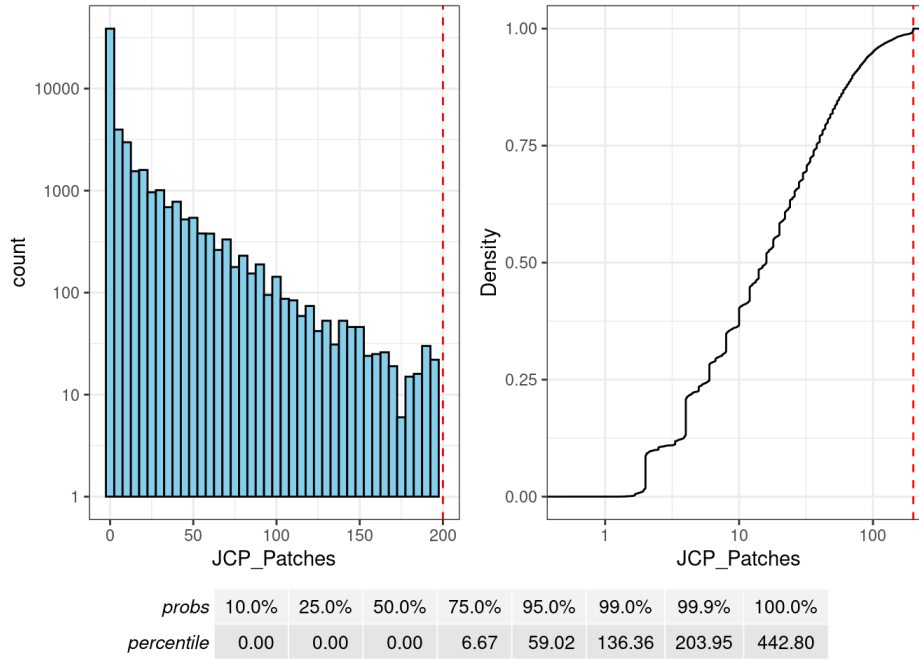 count
10000
1000
100
10
1
0 50 100 150 200
JCP_Patches
Density
1.00
0.75
0.50
0.25
0.00
1 10 100
JCP_Patches
probs 10.0% 25.0% 50.0% 75.0% 95.0% 99.0% 99.9% 100.0%
percentile 0.00 0.00 0.00 6.67 59.02 136.36 203.95 442.80